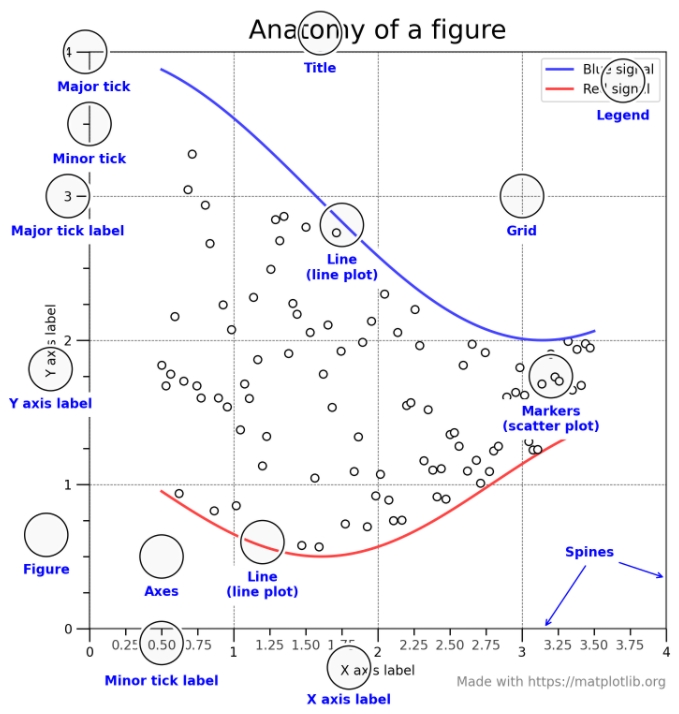 Anatomy of a figure
4
Major tick
Title
Blue signal
Red signal
Legend
Minor tick
3
Major tick label
Grid
Line
(line plot)
Y axis label
2
Y axis label
Markers
(scatter plot)
1
Figure
Axes
Line
(line plot)
Spines
0
0 0.25 0.50 0.75 1 1.25 1.50 1.75 2 2.25 2.50 2.75 3 3.25 3.50 3.75 4
Minor tick label
X axis label
X axis label
Made with https://matplotlib.org